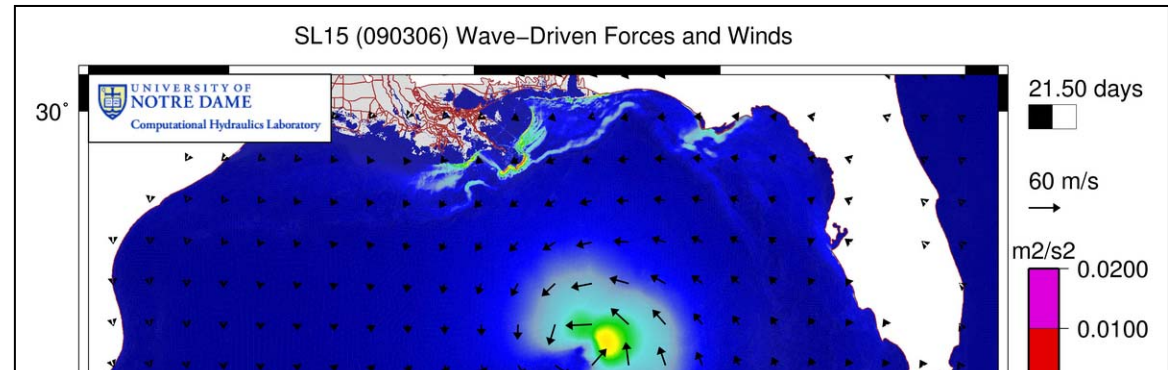 SL15 (090306) Wave−Driven Forces and Winds
UNIVERSITY OF
NOTRE DAME
Computational Hydraulics Laboratory
30°
21.50 days
60 m/s
m2/s2
0.0200
0.0100